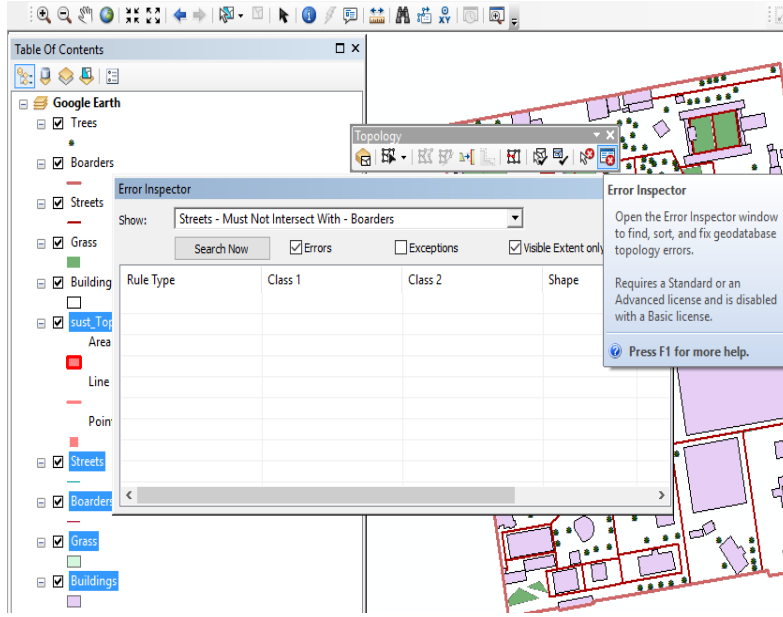 Table Of Contents
Google Earth
Trees
Boarders
Streets
Grass
Building
sust_Top
Area
Line
Poin
Streets
Boarders
Grass
Buildings
Topology
Error Inspector
Show:
Streets - Must Not Intersect With - Boarders
Search Now
Errors
Exceptions
Visible Extent only
Rule Type
Class 1
Class 2
Shape
Error Inspector
Open the Error Inspector window
to find, sort, and fix geodatabase
topology errors.
Requires a Standard or an
Advanced license and is disabled
with a Basic license.
Press F1 for more help.